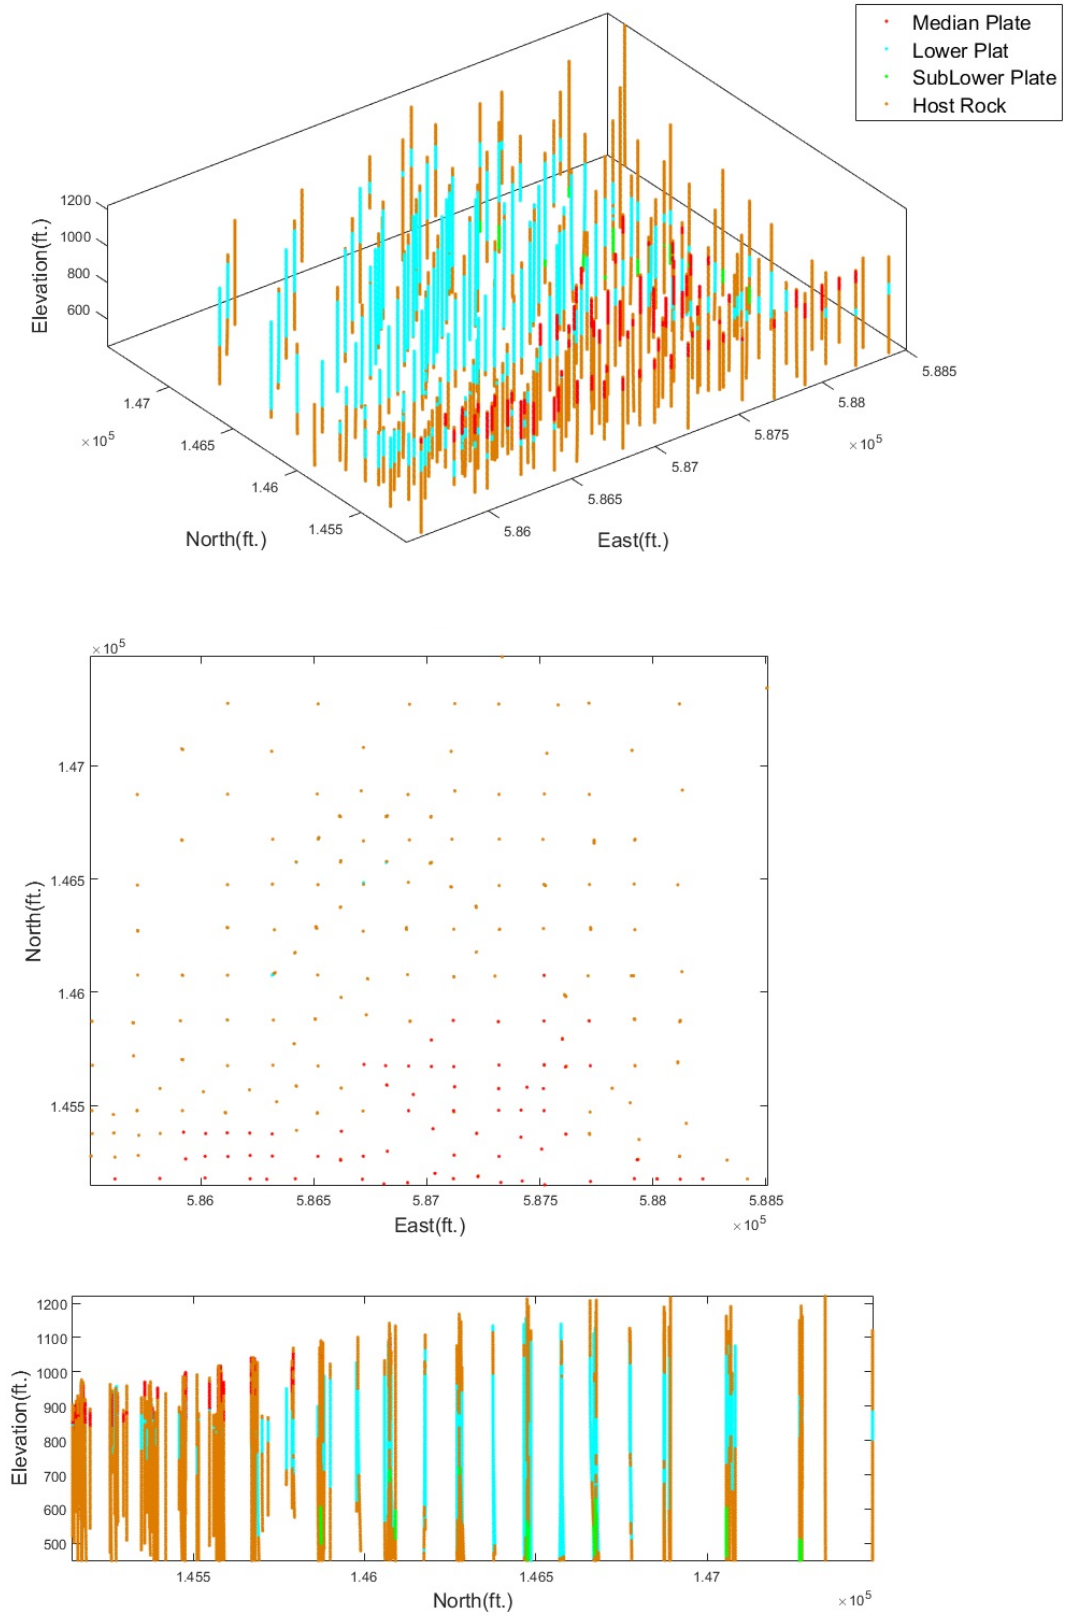 Median Plate
Lower Plat
SubLower Plate
Host Rock
1200
1000
800
600
Elevation(ft.)
1.47
1.465
1.46
1.455
×10^5
North(ft.)
5.86
5.865
5.87
5.875
5.88
5.885
×10^5
East(ft.)
×10^5
1.47
1.465
1.46
1.455
North(ft.)
5.86 5.865 5.87 5.875 5.88 5.885
East(ft.)
×10^5
1200
1100
1000
900
800
700
600
500
Elevation(ft.)
1.455 1.46 1.465 1.47
North(ft.)
×10^5